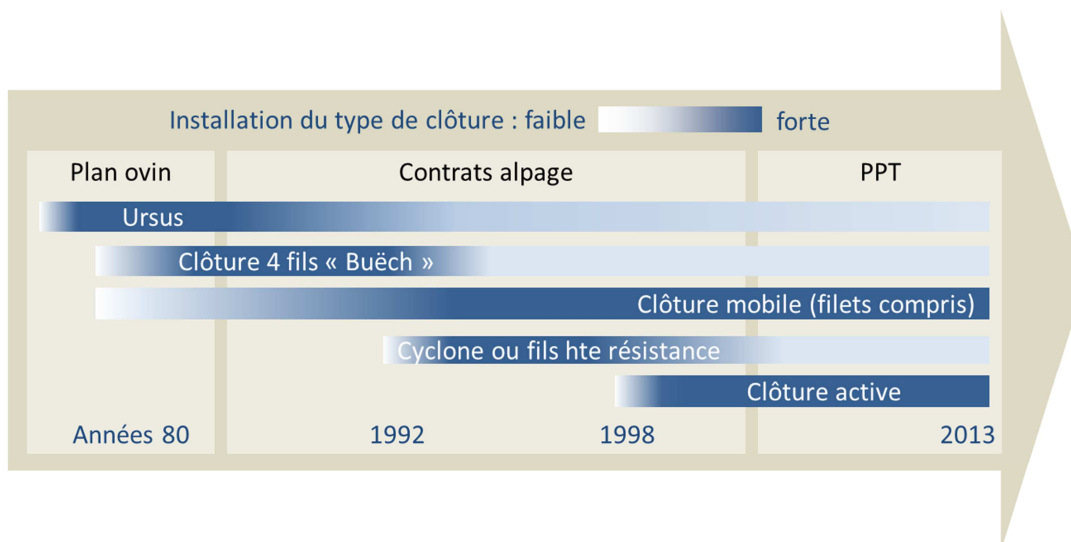 Installation du type de clôture : faible forte
Plan ovin Contrats alpage PPT
Ursus
Clôture 4 fils « Buëch »
Clôture mobile (filets compris)
Cyclone ou fils hte résistance
Clôture active
Années 80 1992 1998 2013